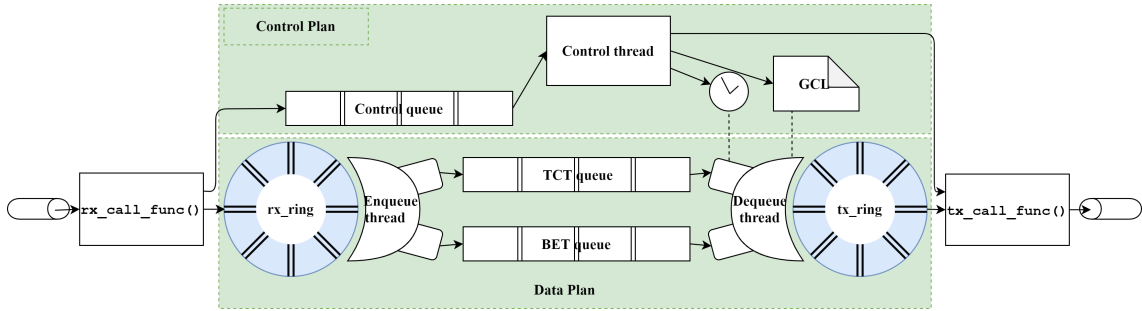 Control Plan
Control thread
GCL
Control queue
rx_call_func()
rx_ring
Enqueue
thread
TCT queue
BET queue
Dequeue
thread
tx_ring
tx_call_func()
Data Plan